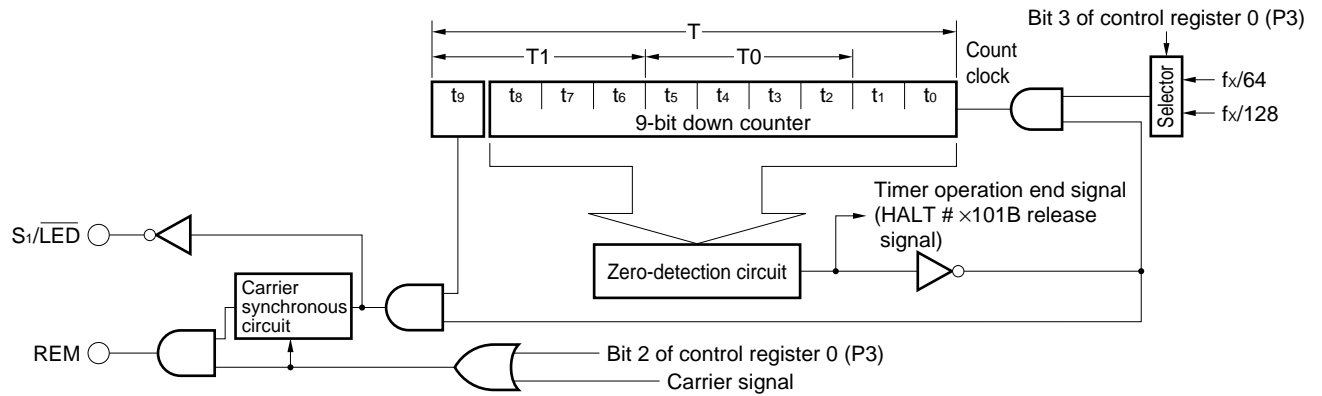 Bit 3 of control register 0 (P3)
T
T1 T0
Count
clock
t9 t8 t7 t6 t5 t4 t3 t2 t1 t0
9-bit down counter
Selector
fX/64
fX/128
Timer operation end signal
(HALT # ×101B release
signal)
S1/L̅E̅D̅
Zero-detection circuit
Carrier
synchronous
circuit
REM
Bit 2 of control register 0 (P3)
Carrier signal